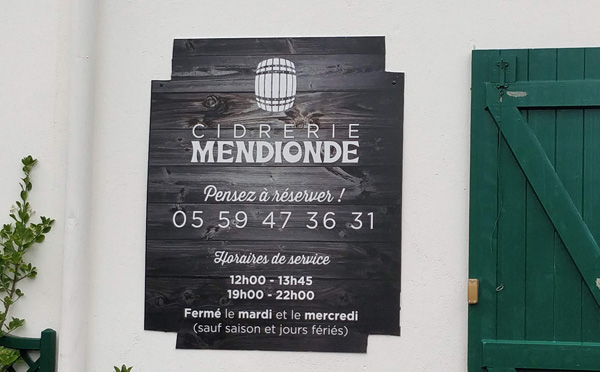 CIDRERIE
MENDIONDE
Pensez à réserver !
05 59 47 36 31
Horaires de service
12h00 - 13h45
19h00 - 22h00
Fermé le mardi et le mercredi
(sauf saison et jours fériés)